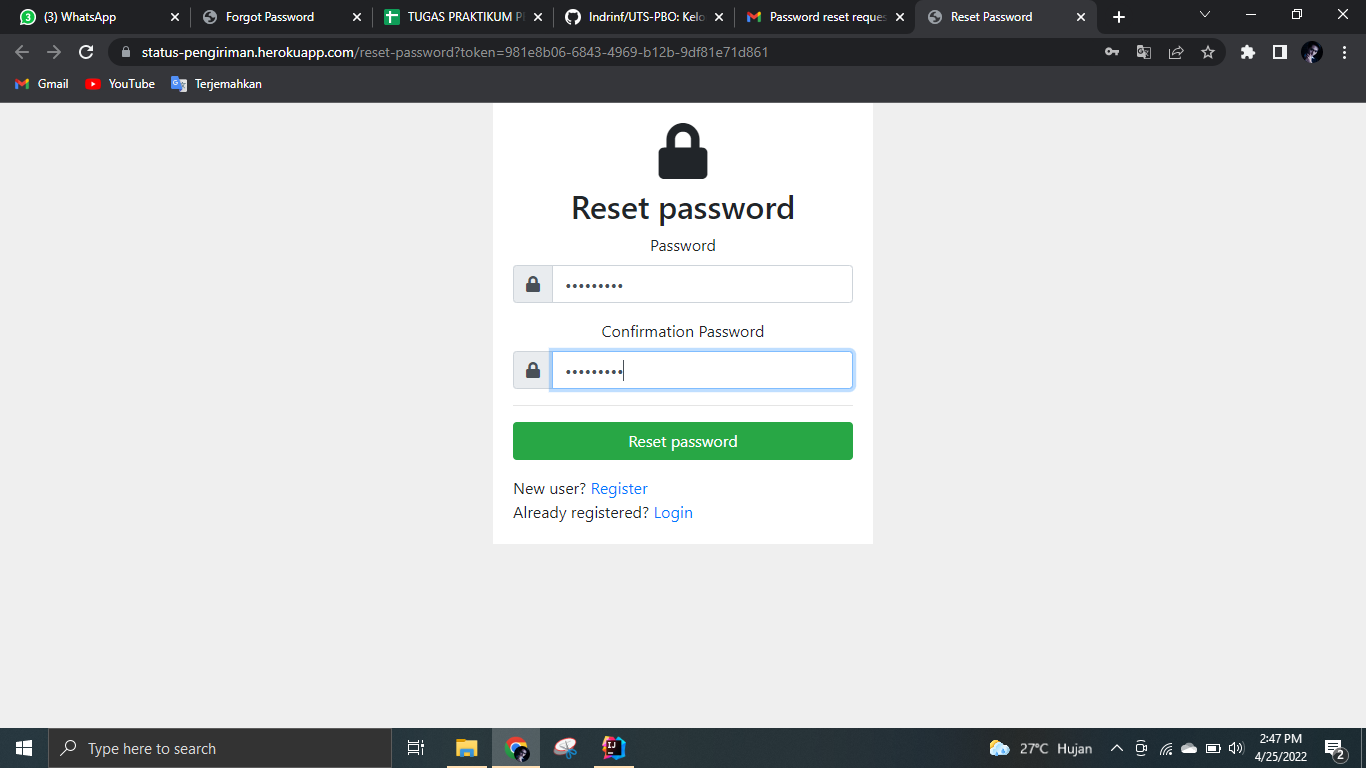 (3) WhatsApp
Forgot Password
TUGAS PRAKTIKUM P
Indrinf/UTS-PBO: Kelo
Password reset reques
Reset Password
status-pengiriman.herokuapp.com/reset-password?token=981e8b06-6843-4969-b12b-9df81e71d861
Gmail
YouTube
Terjemahkan
Reset password
Password
•••••••••
Confirmation Password
•••••••••
Reset password
New user? Register
Already registered? Login
Type here to search
27°C Hujan
2:47 PM
4/25/2022
2